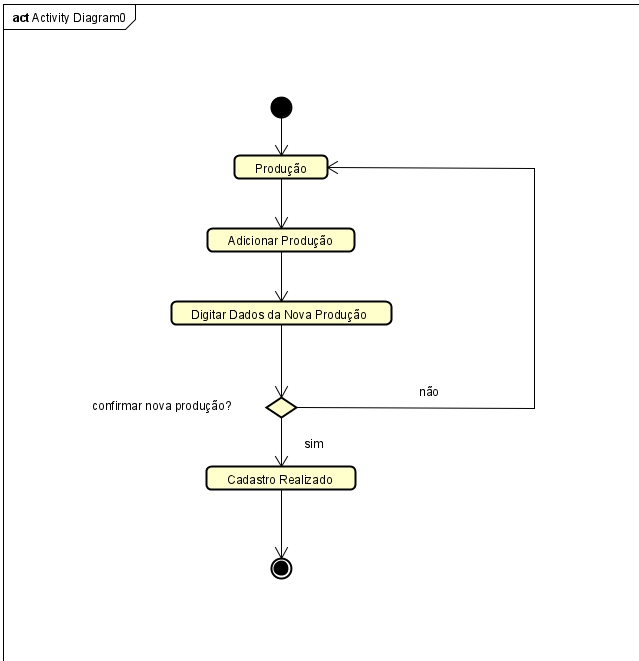 act Activity Diagram0
Produção
Adicionar Produção
Digitar Dados da Nova Produção
não
confirmar nova produção?
sim
Cadastro Realizado